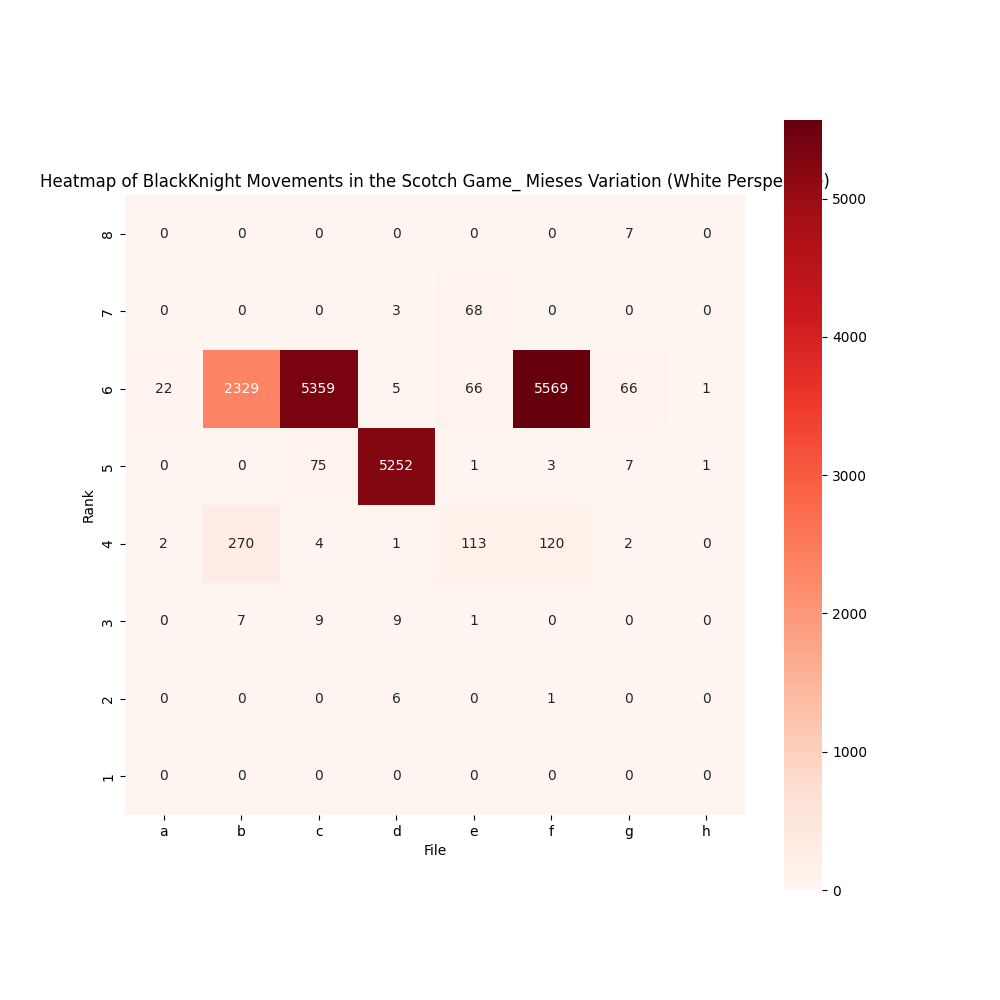 Heatmap of BlackKnight Movements in the Scotch Game_ Mieses Variation (White Perspe
5000
4000
3000
2000
1000
0
Rank
8 0 0 0 0 0 0 7 0
7 0 0 0 3 68 0 0 0
6 22 2329 5359 5 66 5569 66 1
5 0 0 75 5252 1 3 7 1
4 2 270 4 1 113 120 2 0
3 0 7 9 9 1 0 0 0
2 0 0 0 6 0 1 0 0
1 0 0 0 0 0 0 0 0
a b c d e f g h
File